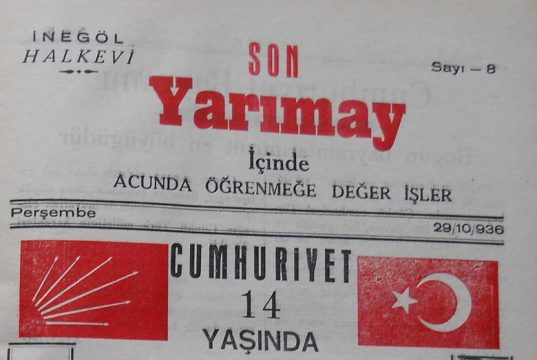 İNEGÖL
HALKEVİ
SON
Sayı - 8
Yarımay
İçinde
ACUNDA ÖĞRENMEĞE DEĞER İŞLER
Perşembe
29/10/936
CUMHURİYET
14
YAŞINDA